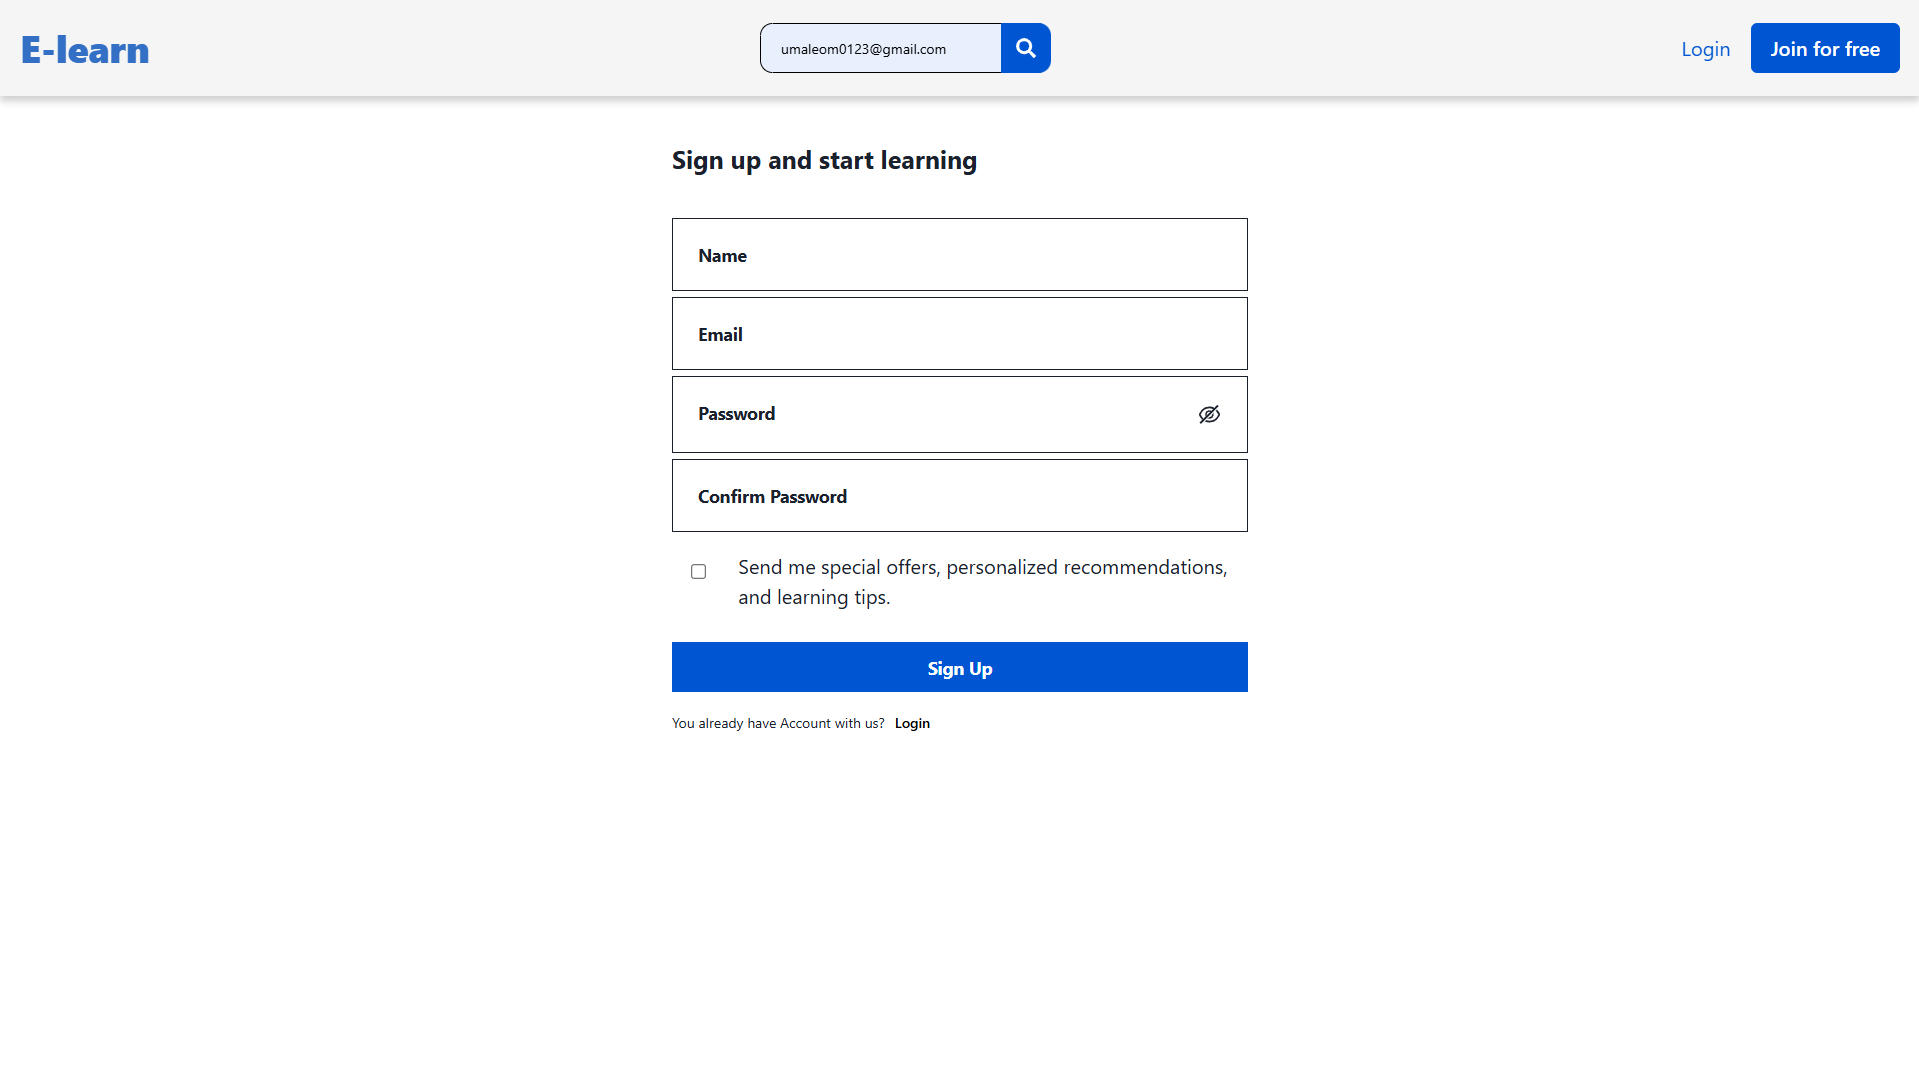 E-learn
umaleom0123@gmail.com
Login
Join for free
Sign up and start learning
Name
Email
Password
Confirm Password
Send me special offers, personalized recommendations,
and learning tips.
Sign Up
You already have Account with us? Login